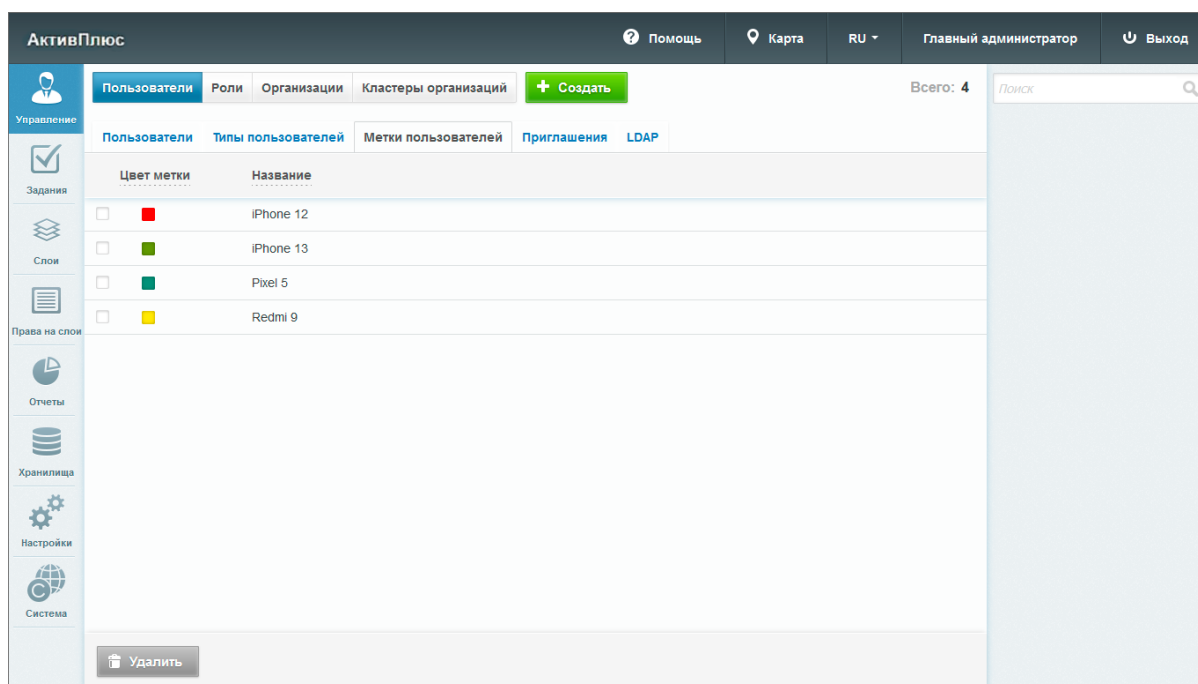 АктивПлюс
Помощь
Карта
RU
Главный администратор
Выход
Управление
Задания
Слои
Права на слои
Отчеты
Хранилища
Настройки
Система
Пользователи Роли Организации Кластеры организаций
Создать
Всего: 4
Поиск
Пользователи Типы пользователей Метки пользователей Приглашения LDAP
Цвет метки Название
iPhone 12
iPhone 13
Pixel 5
Redmi 9
Удалить